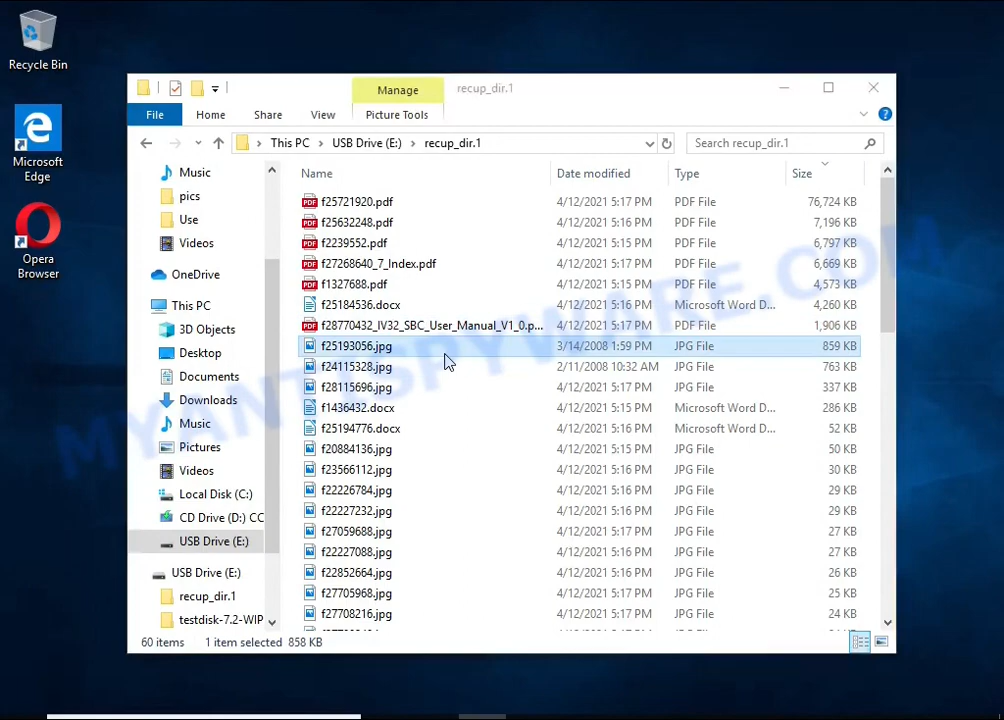 Recycle Bin
Microsoft
Edge
Opera
Browser
Manage
recup_dir.1
File
Home
Share
View
Picture Tools
This PC
USB Drive (E:)
recup_dir.1
Search recup_dir.1
Music
pics
Use
Videos
OneDrive
This PC
3D Objects
Desktop
Documents
Downloads
Music
Pictures
Videos
Local Disk (C:)
CD Drive (D:) CC
USB Drive (E:)
USB Drive (E:)
recup_dir.1
testdisk-7.2-WIP
Name Date modified Type Size
f25721920.pdf 4/12/2021 5:17 PM PDF File 76,724 KB
f25632248.pdf 4/12/2021 5:17 PM PDF File 7,196 KB
f2239552.pdf 4/12/2021 5:15 PM PDF File 6,797 KB
f27268640_7_Index.pdf 4/12/2021 5:17 PM PDF File 6,669 KB
f1327688.pdf 4/12/2021 5:15 PM PDF File 4,573 KB
f25184536.docx 4/12/2021 5:16 PM Microsoft Word D... 4,260 KB
f28770432_IV32_SBC_User_Manual_V1_0.p... 4/12/2021 5:17 PM PDF File 1,906 KB
f25193056.jpg 3/14/2008 1:59 PM JPG File 859 KB
f24115328.jpg 2/11/2008 10:32 AM JPG File 763 KB
f28115696.jpg 4/12/2021 5:17 PM JPG File 337 KB
f1436432.docx 4/12/2021 5:15 PM Microsoft Word D... 286 KB
f25194776.docx 4/12/2021 5:16 PM Microsoft Word D... 52 KB
f20884136.jpg 4/12/2021 5:15 PM JPG File 50 KB
f23566112.jpg 4/12/2021 5:16 PM JPG File 30 KB
f22226784.jpg 4/12/2021 5:16 PM JPG File 29 KB
f22227232.jpg 4/12/2021 5:16 PM JPG File 29 KB
f27059688.jpg 4/12/2021 5:17 PM JPG File 27 KB
f22227088.jpg 4/12/2021 5:16 PM JPG File 27 KB
f22852664.jpg 4/12/2021 5:16 PM JPG File 26 KB
f27705968.jpg 4/12/2021 5:17 PM JPG File 25 KB
f27708216.jpg 4/12/2021 5:17 PM JPG File 24 KB
60 items 1 item selected 858 KB
MYANTISPYWARE.COM